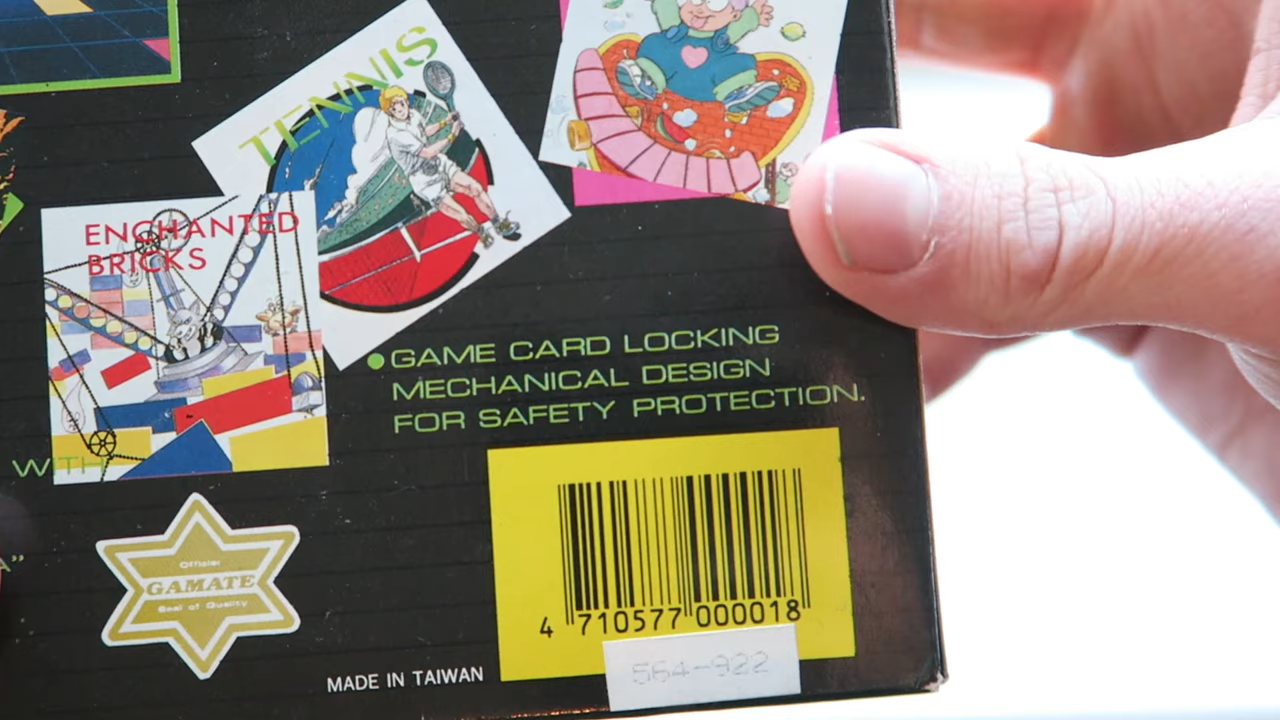 TENNIS
ENCHANTED
BRICKS
● GAME CARD LOCKING
MECHANICAL DESIGN
FOR SAFETY PROTECTION.
WITH
A”
Official
GAMATE
Seal of Quality
MADE IN TAIWAN
4 710577 000018
564-922